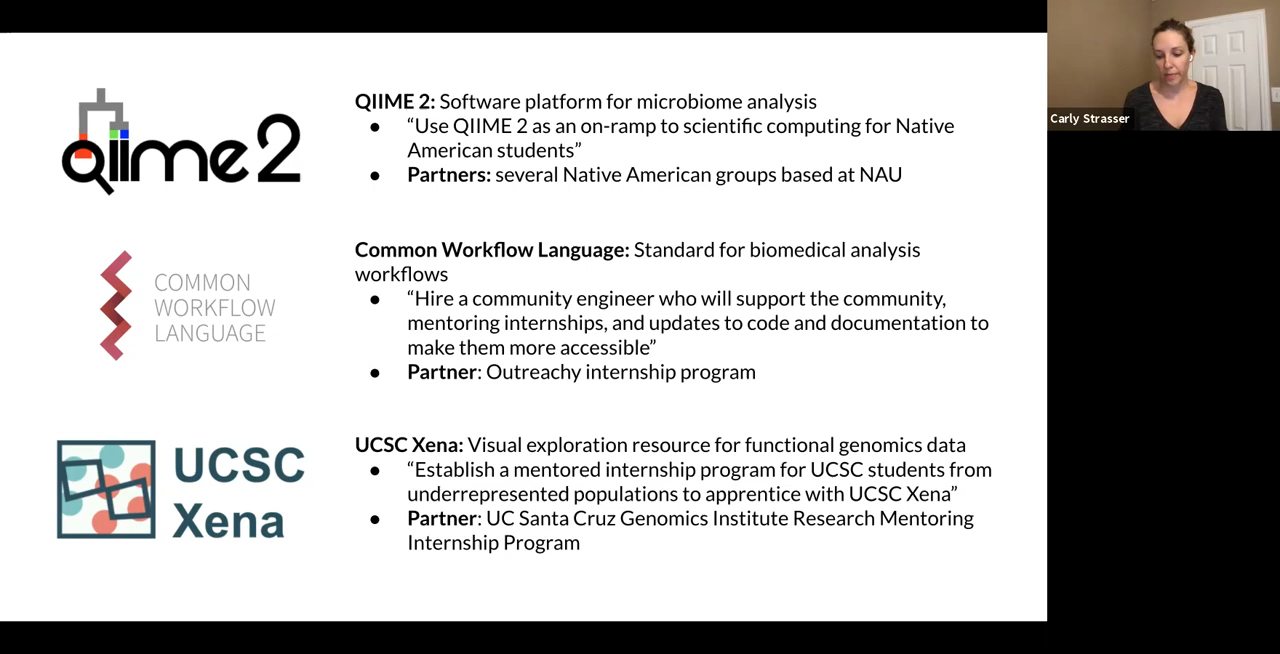 Qiime 2
QIIME 2: Software platform for microbiome analysis
● “Use QIIME 2 as an on-ramp to scientific computing for Native
American students”
● Partners: several Native American groups based at NAU
COMMON
WORKFLOW
LANGUAGE
Common Workflow Language: Standard for biomedical analysis
workflows
● “Hire a community engineer who will support the community,
mentoring internships, and updates to code and documentation to
make them more accessible”
● Partner: Outreachy internship program
UCSC
Xena
UCSC Xena: Visual exploration resource for functional genomics data
● “Establish a mentored internship program for UCSC students from
underrepresented populations to apprentice with UCSC Xena”
● Partner: UC Santa Cruz Genomics Institute Research Mentoring
Internship Program
Carly Strasser